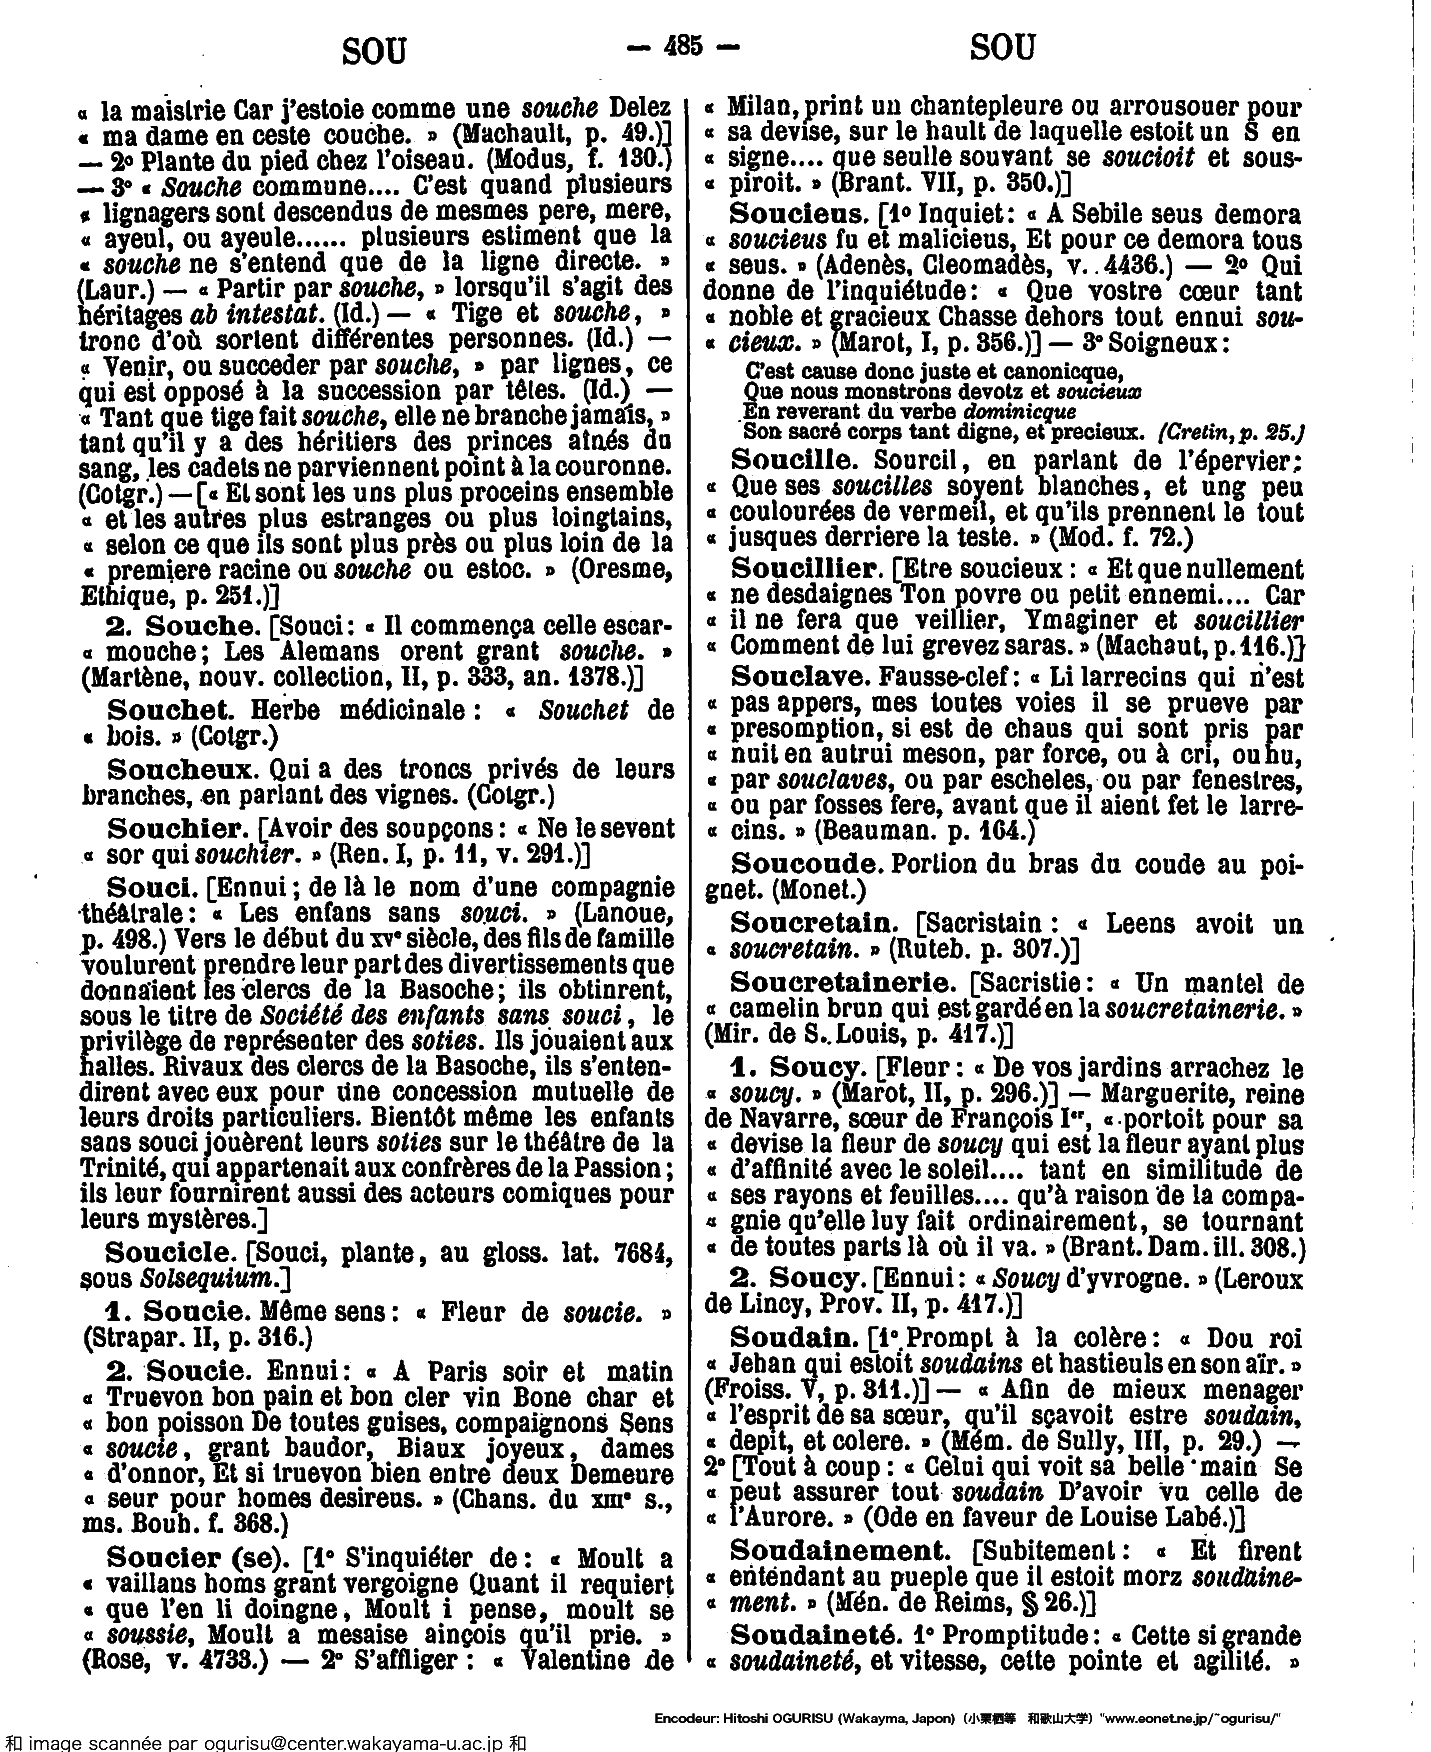 SOU — 485 — SOU
« la maistrie Car j'estoie comme une souche Delez
« ma dame en ceste couche. » (Machault, p. 49.)]
— 2º Plante du pied chez l'oiseau. (Modus, f. 130.)
— 3º « Souche commune.... C'est quand plusieurs
« lignagers sont descendus de mesmes pere, mere,
« ayeul, ou ayeule...... plusieurs estiment que la
« souche ne s'entend que de la ligne directe. »
(Laur.) — « Partir par souche, » lorsqu'il s'agit des
héritages ab intestat. (Id.) — « Tige et souche, »
tronc d'où sortent différentes personnes. (Id.) —
« Venir, ou succeder par souche, » par lignes, ce
qui est opposé à la succession par têtes. (Id.) —
« Tant que tige fait souche, elle ne branche jamais, »
tant qu'il y a des héritiers des princes aînés du
sang, les cadets ne parviennent point à la couronne.
(Cotgr.) — [« Et sont les uns plus proceins ensemble
« et les autres plus estranges ou plus loingtains,
« selon ce que ils sont plus près ou plus loin de la
« premiere racine ou souche ou estoc. » (Oresme,
Ethique, p. 251.)]
2. Souche. [Souci : « Il commença celle escar-
« mouche ; Les Alemans orent grant souche. »
(Martène, nouv. collection, II, p. 333, an. 1378.)]
Souchet. Herbe médicinale : « Souchet de
« bois. » (Cotgr.)
Soucheux. Qui a des troncs privés de leurs
branches, en parlant des vignes. (Cotgr.)
Souchier. [Avoir des soupçons : « Ne le sevent
« sor qui souchier. » (Ren. I, p. 11, v. 291.)]
Souci. [Ennui ; de là le nom d'une compagnie
théâtrale : « Les enfans sans souci. » (Lanoue,
p. 498.) Vers le début du XVe siècle, des fils de famille
voulurent prendre leur part des divertissements que
donnaient les clercs de la Basoche ; ils obtinrent,
sous le titre de Société des enfants sans souci, le
privilège de représenter des soties. Ils jouaient aux
halles. Rivaux des clercs de la Basoche, ils s'enten-
dirent avec eux pour une concession mutuelle de
leurs droits particuliers. Bientôt même les enfants
sans souci jouèrent leurs soties sur le théâtre de la
Trinité, qui appartenait aux confrères de la Passion ;
ils leur fournirent aussi des acteurs comiques pour
leurs mystères.]
Soucicle. [Souci, plante, au gloss. lat. 7684,
sous Solsequium.]
1. Soucie. Même sens : « Fleur de soucie. »
(Strapar. II, p. 316.)
2. Soucie. Ennui : « A Paris soir et matin
« Truevon bon pain et bon cler vin Bone char et
« bon poisson De toutes guises, compaignons Sens
« soucie, grant baudor, Biaux joyeux, dames
« d'onnor, Et si truevon bien entre deux Demeure
« seur pour homes desireus. » (Chans. du XIIIe s.,
ms. Bouh. f. 368.)
Soucier (se). [1º S'inquiéter de : « Moult a
« vaillans homs grant vergoigne Quant il requiert
« que l'en li doingne, Moult i pense, moult se
« soussie, Moult a mesaise ainçois qu'il prie. »
(Rose, v. 4733.) — 2º S'affliger : « Valentine de
« Milan, print un chantepleure ou arrousouer pour
« sa devise, sur le hault de laquelle estoit un S en
« signe.... que seulle souvant se soucioit et sous-
« piroit. » (Brant. VII, p. 350.)]
Soucieus. [1º Inquiet : « A Sebile seus demora
« soucieus fu et malicieus, Et pour ce demora tous
« seus. » (Adenès, Cleomadès, v. 4436.) — 2º Qui
donne de l'inquiétude : « Que vostre cœur tant
« noble et gracieux Chasse dehors tout ennui sou-
« cieux. » (Marot, I, p. 356.)] — 3º Soigneux :
C'est cause donc juste et canonicque,
Que nous monstrons devotz et soucieux
En reverant du verbe dominicque
Son sacré corps tant digne, et precieux. (Cretin, p. 25.)
Soucille. Sourcil, en parlant de l'épervier :
« Que ses soucilles soyent blanches, et ung peu
« coulourées de vermeil, et qu'ils prennent le tout
« jusques derriere la teste. » (Mod. f. 72.)
Soucillier. [Etre soucieux : « Et que nullement
« ne desdaignes Ton povre ou petit ennemi.... Car
« il ne fera que veillier, Ymaginer et soucillier
« Comment de lui grevez saras. » (Machaut, p. 116.)]
Souclave. Fausse-clef : « Li larrecins qui n'est
« pas appers, mes toutes voies il se prueve par
« presomption, si est de chaus qui sont pris par
« nuit en autrui meson, par force, ou à cri, ou hu,
« par souclaves, ou par escheles, ou par fenestres,
« ou par fosses fere, avant que il aient fet le larre-
« cins. » (Beauman. p. 164.)
Soucoude. Portion du bras du coude au poi-
gnet. (Monet.)
Soucretain. [Sacristain : « Leens avoit un
« soucretain. » (Ruteb. p. 307.)]
Soucretainerie. [Sacristie : « Un mantel de
« camelin brun qui est gardé en la soucretainerie. »
(Mir. de S. Louis, p. 417.)]
1. Soucy. [Fleur : « De vos jardins arrachez le
« soucy. » (Marot, II, p. 296.)] — Marguerite, reine
de Navarre, sœur de François Ier, « portoit pour sa
« devise la fleur de soucy qui est la fleur ayant plus
« d'affinité avec le soleil.... tant en similitude de
« ses rayons et feuilles.... qu'à raison de la compa-
« gnie qu'elle luy fait ordinairement, se tournant
« de toutes parts là où il va. » (Brant. Dam. ill. 308.)
2. Soucy. [Ennui : « Soucy d'yvrogne. » (Leroux
de Lincy, Prov. II, p. 417.)]
Soudain. [1º Prompt à la colère : « Dou roi
« Jehan qui estoit soudains et hastieuls en son aïr. »
(Froiss. V, p. 311.)] — « Afin de mieux menager
« l'esprit de sa sœur, qu'il sçavoit estre soudain,
« depit, et colere. » (Mém. de Sully, III, p. 29.) —
2º [Tout à coup : « Celui qui voit sa belle main Se
« peut assurer tout soudain D'avoir vu celle de
« l'Aurore. » (Ode en faveur de Louise Labé.)]
Soudainement. [Subitement : « Et firent
« entendant au pueple que il estoit morz soudaine-
« ment. » (Mén. de Reims, § 26.)]
Soudaineté. 1º Promptitude : « Cette si grande
« soudaineté, et vitesse, cette pointe et agilité. »
Encodeur: Hitoshi OGURISU (Wakayma, Japon) (小栗栖等 和歌山大学) "www.eonet.ne.jp/~ogurisu/"
和 image scannée par ogurisu@center.wakayama-u.ac.jp 和